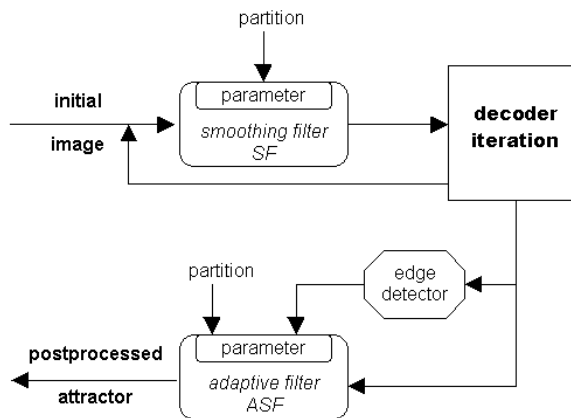 partition
initial
image
parameter
smoothing filter
SF
decoder
iteration
partition
edge
detector
postprocessed
attractor
parameter
adaptive filter
ASF